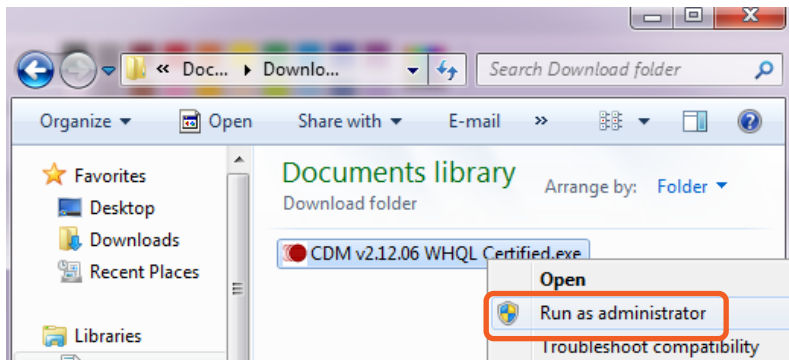 « Doc... Downlo... Search Download folder
Organize Open Share with E-mail »
Favorites
Desktop
Downloads
Recent Places
Libraries
Documents library
Download folder
Arrange by: Folder
CDM v2.12.06 WHQL Certified.exe
Open
Run as administrator
Troubleshoot compatibility